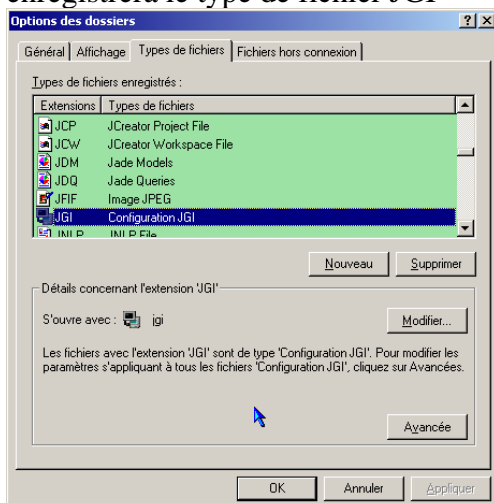 enregistrera le type de fichier JGI
Options des dossiers
Général Affichage Types de fichiers Fichiers hors connexion
Types de fichiers enregistrés :
Extensions Types de fichiers
JCP JCreator Project File
JCW JCreator Workspace File
JDM Jade Models
JDQ Jade Queries
JFIF Image JPEG
JGI Configuration JGI
JNLP JNLP File
Nouveau Supprimer
Détails concernant l'extension 'JGI'
S'ouvre avec : jgi Modifier...
Les fichiers avec l'extension 'JGI' sont de type 'Configuration JGI'. Pour modifier les
paramètres s'appliquant à tous les fichiers 'Configuration JGI', cliquez sur Avancées.
Avancée
OK Annuler Appliquer